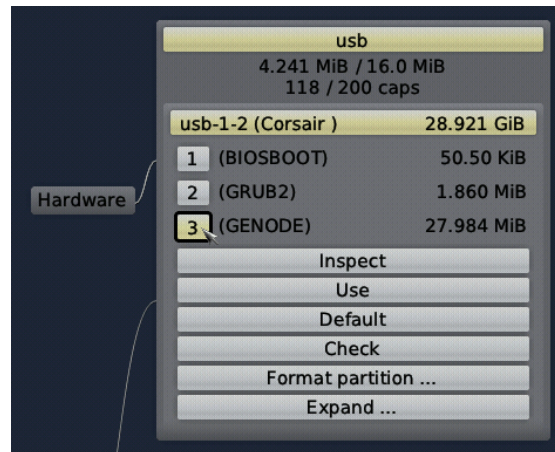 usb
4.241 MiB / 16.0 MiB
118 / 200 caps
usb-1-2 (Corsair ) 28.921 GiB
1 (BIOSBOOT) 50.50 KiB
2 (GRUB2) 1.860 MiB
Hardware
3 (GENODE) 27.984 MiB
Inspect
Use
Default
Check
Format partition ...
Expand ...